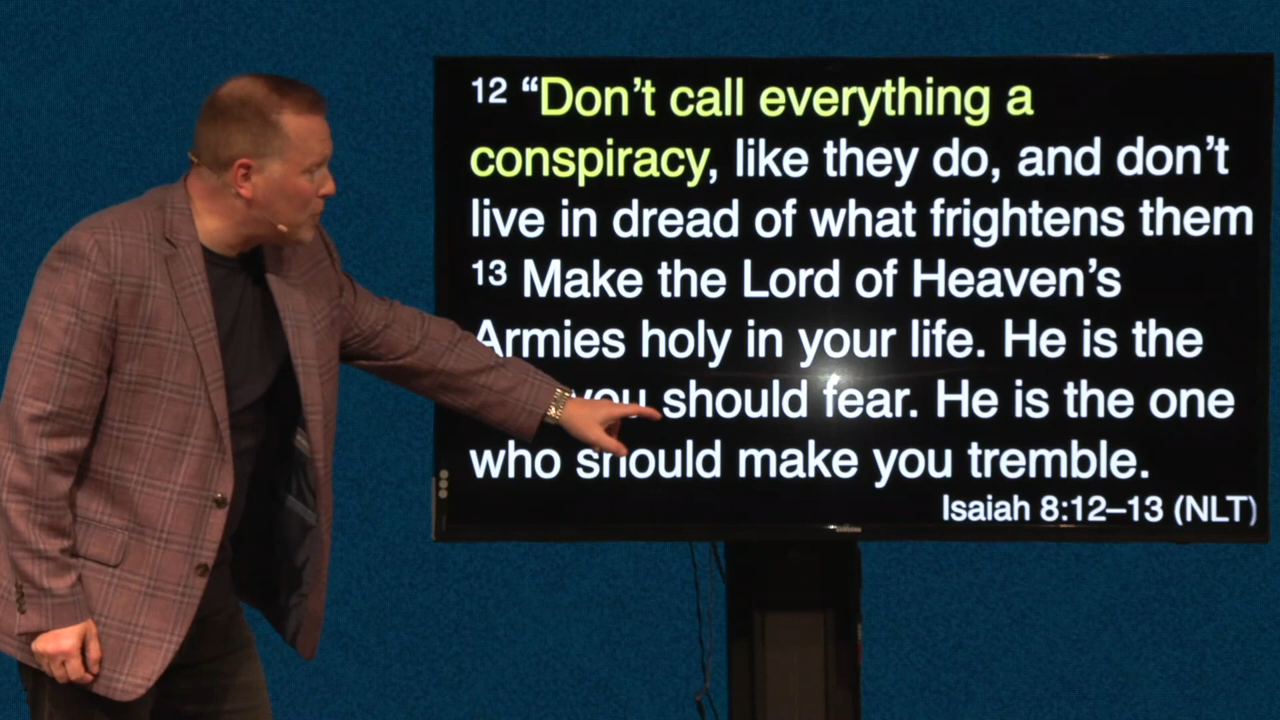 12 “Don’t call everything a
conspiracy, like they do, and don’t
live in dread of what frightens them
13 Make the Lord of Heaven’s
Armies holy in your life. He is the
you should fear. He is the one
who should make you tremble.
Isaiah 8:12–13 (NLT)